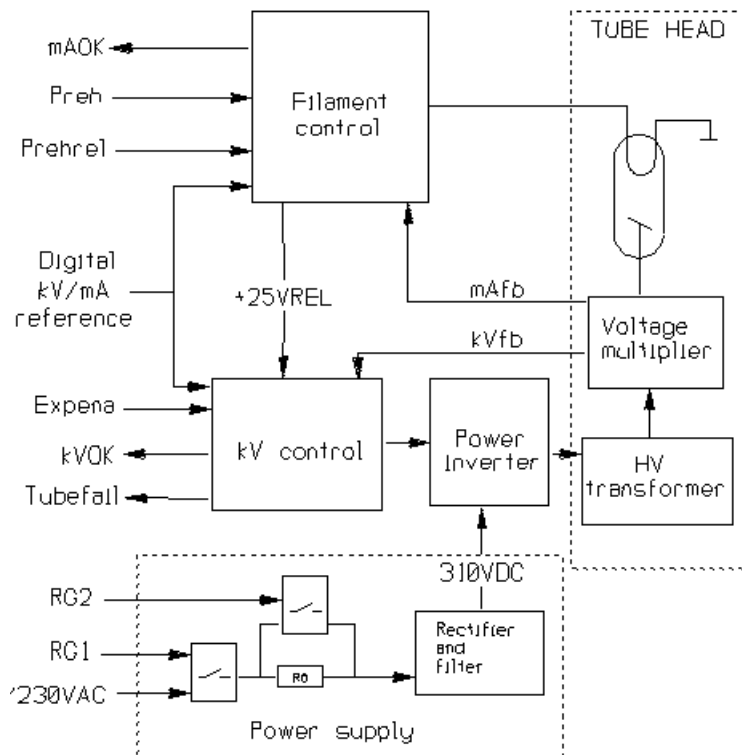 TUBE HEAD
mAOK
Preh
Filament
control
Prehrel
Digital
kV/mA
reference
+25VREL
mAfb
kVfb
Voltage
multiplier
Expena
kVOK
Tubefail
kV control
Power
Inverter
HV
transformer
310VDC
RG2
RG1
230VAC
R0
Rectifier
and
filter
Power supply